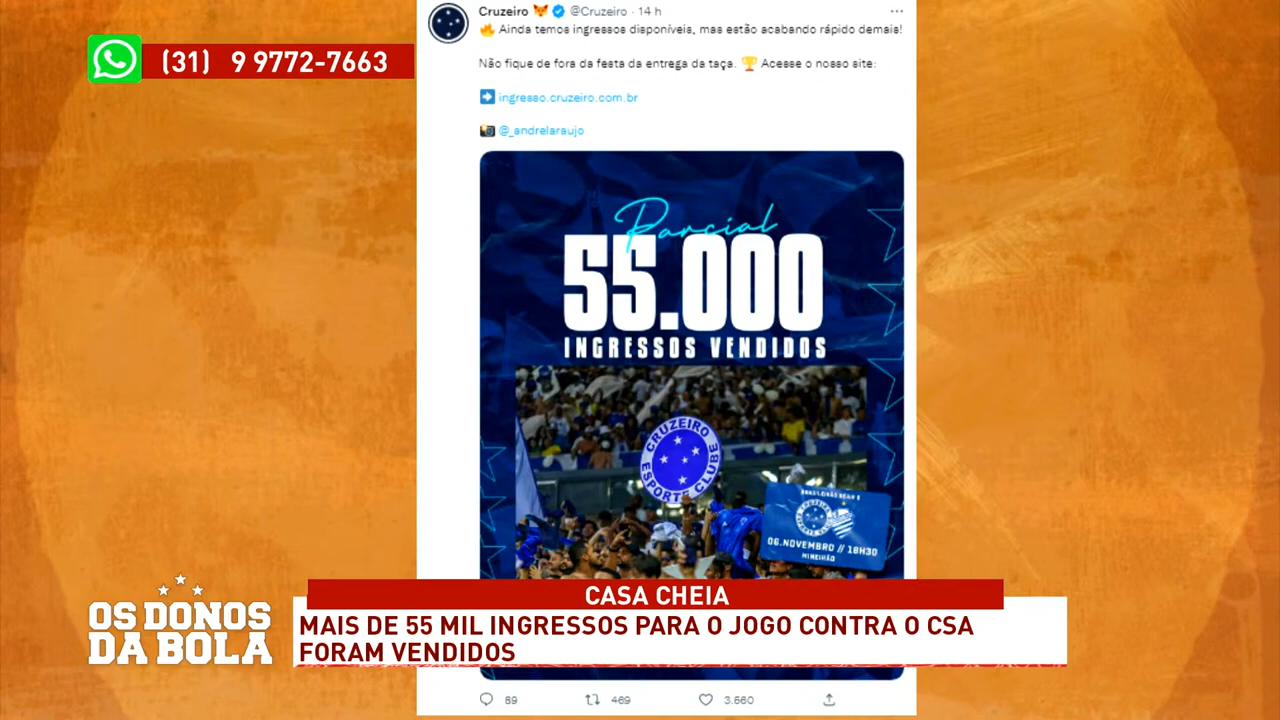 (31) 9 9772-7663
Cruzeiro @Cruzeiro · 14 h
Ainda temos ingressos disponíveis, mas estão acabando rápido demais!
Não fique de fora da festa da entrega da taça. Acesse o nosso site:
ingresso.cruzeiro.com.br
@_andrelaraujo
Parcial
55.000
INGRESSOS VENDIDOS
CRUZEIRO
ESPORTE CLUBE
BRASILEIRÃO SÉRIE B
06.NOVEMBRO // 18H30
MINEIRÃO
CASA CHEIA
OS DONOS
DA BOLA
MAIS DE 55 MIL INGRESSOS PARA O JOGO CONTRA O CSA
FORAM VENDIDOS
89 469 3.560